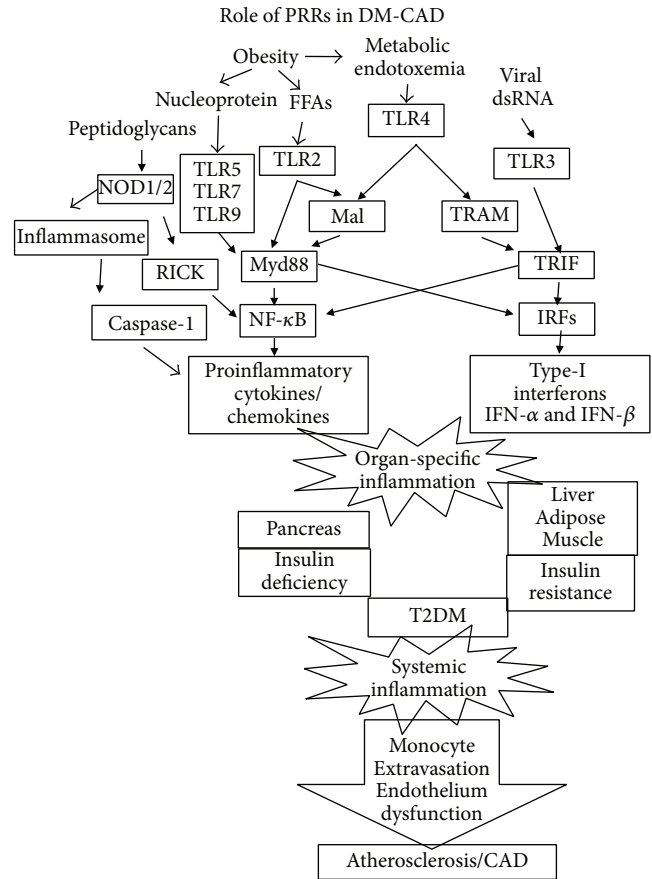 Role of PRRs in DM-CAD
Obesity
Metabolic
endotoxemia
Viral
dsRNA
Nucleoprotein
FFAs
Peptidoglycans
TLR4
TLR2
TLR3
TLR5
TLR7
TLR9
NOD1/2
Mal
TRAM
Inflammasome
RICK
Myd88
TRIF
Caspase-1
NF-κB
IRFs
Proinflammatory
cytokines/
chemokines
Type-I
interferons
IFN-α and IFN-β
Organ-specific
inflammation
Liver
Adipose
Muscle
Pancreas
Insulin
deficiency
Insulin
resistance
T2DM
Systemic
inflammation
Monocyte
Extravasation
Endothelium
dysfunction
Atherosclerosis/CAD